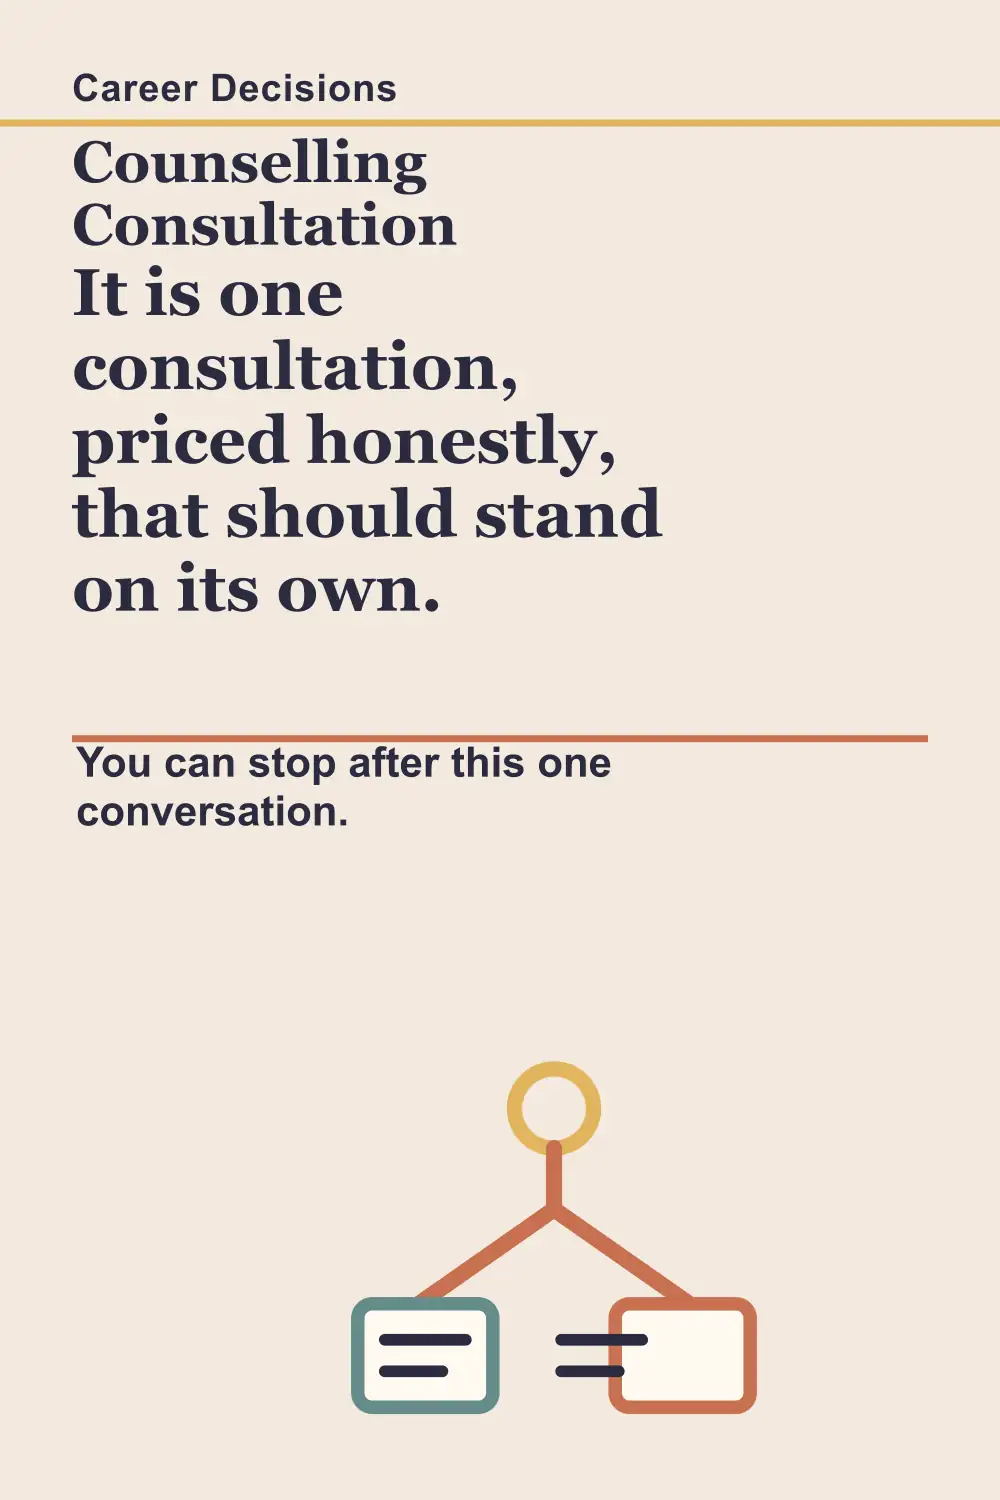 Career Decisions
Counselling
Consultation
It is one
consultation,
priced honestly,
that should stand
on its own.
You can stop after this one
conversation.